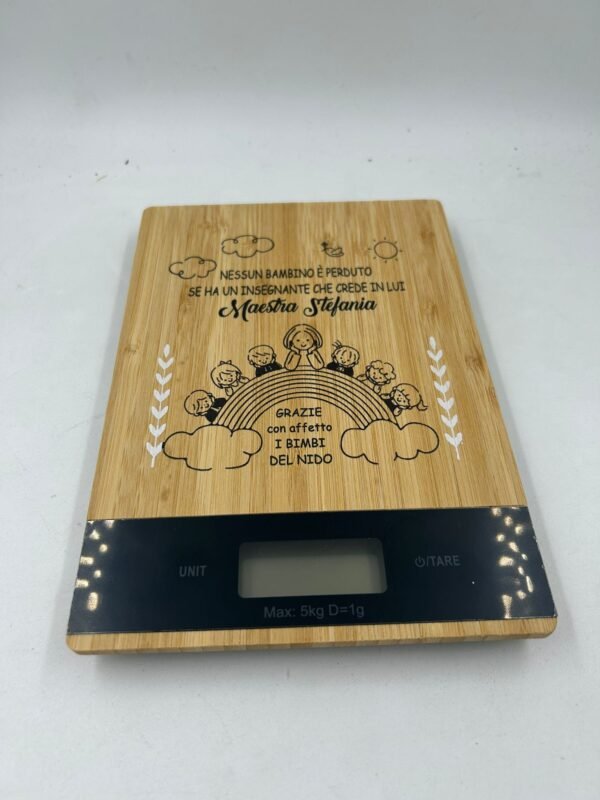 NESSUN BAMBINO È PERDUTO
SE HA UN INSEGNANTE CHE CREDE IN LUI
Maestra Stefania
GRAZIE
con affetto
I BIMBI
DEL NIDO
UNIT
⏻/TARE
Max: 5kg D=1g